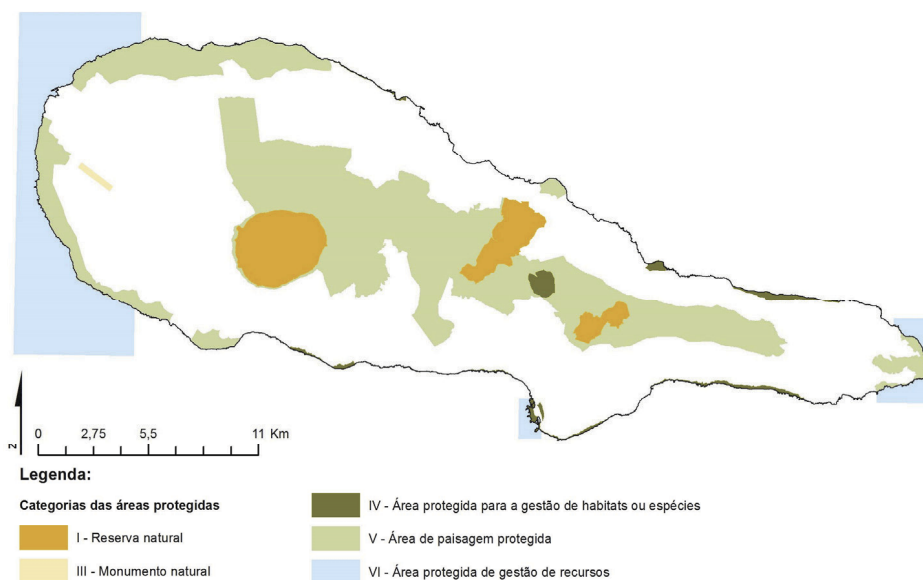 N
0 2,75 5,5 11 Km
Legenda:
Categorias das áreas protegidas
I - Reserva natural
III - Monumento natural
IV - Área protegida para a gestão de habitats ou espécies
V - Área de paisagem protegida
VI - Área protegida de gestão de recursos